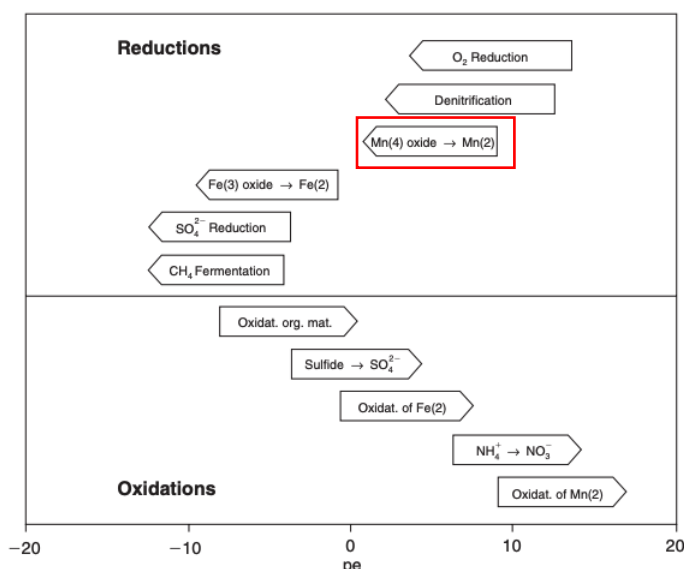 Reductions
O₂ Reduction
Denitrification
Mn(4) oxide → Mn(2)
Fe(3) oxide → Fe(2)
SO₄²⁻ Reduction
CH₄ Fermentation
Oxidat. org. mat.
Sulfide → SO₄²⁻
Oxidat. of Fe(2)
NH₄⁺ → NO₃⁻
Oxidations
Oxidat. of Mn(2)
−20 −10 0 10 20
pe